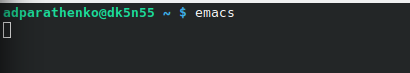 adparathenko@dk5n55 ~ $ emacs